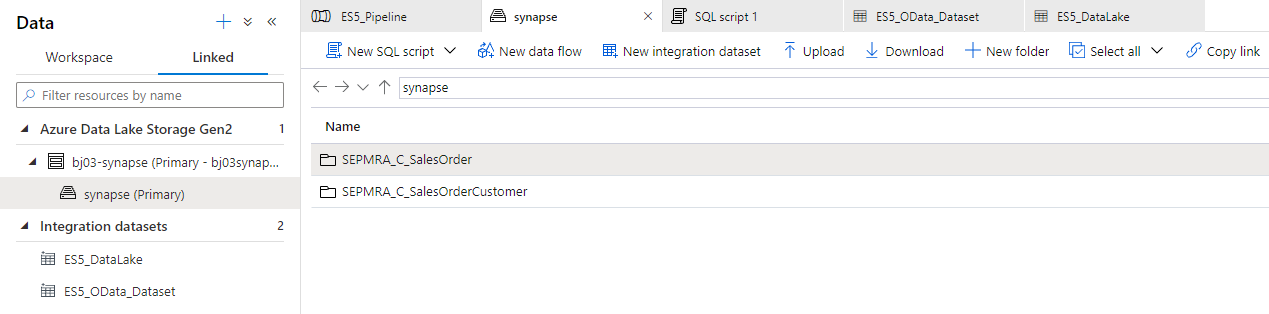 Data
Workspace
Linked
Filter resources by name
Azure Data Lake Storage Gen2 1
bj03-synapse (Primary - bj03synap...
synapse (Primary)
Integration datasets 2
ES5_DataLake
ES5_OData_Dataset
ES5_Pipeline
synapse
SQL script 1
ES5_OData_Dataset
ES5_DataLake
New SQL script
New data flow
New integration dataset
Upload
Download
New folder
Select all
Copy link
synapse
Name
SEPMRA_C_SalesOrder
SEPMRA_C_SalesOrderCustomer